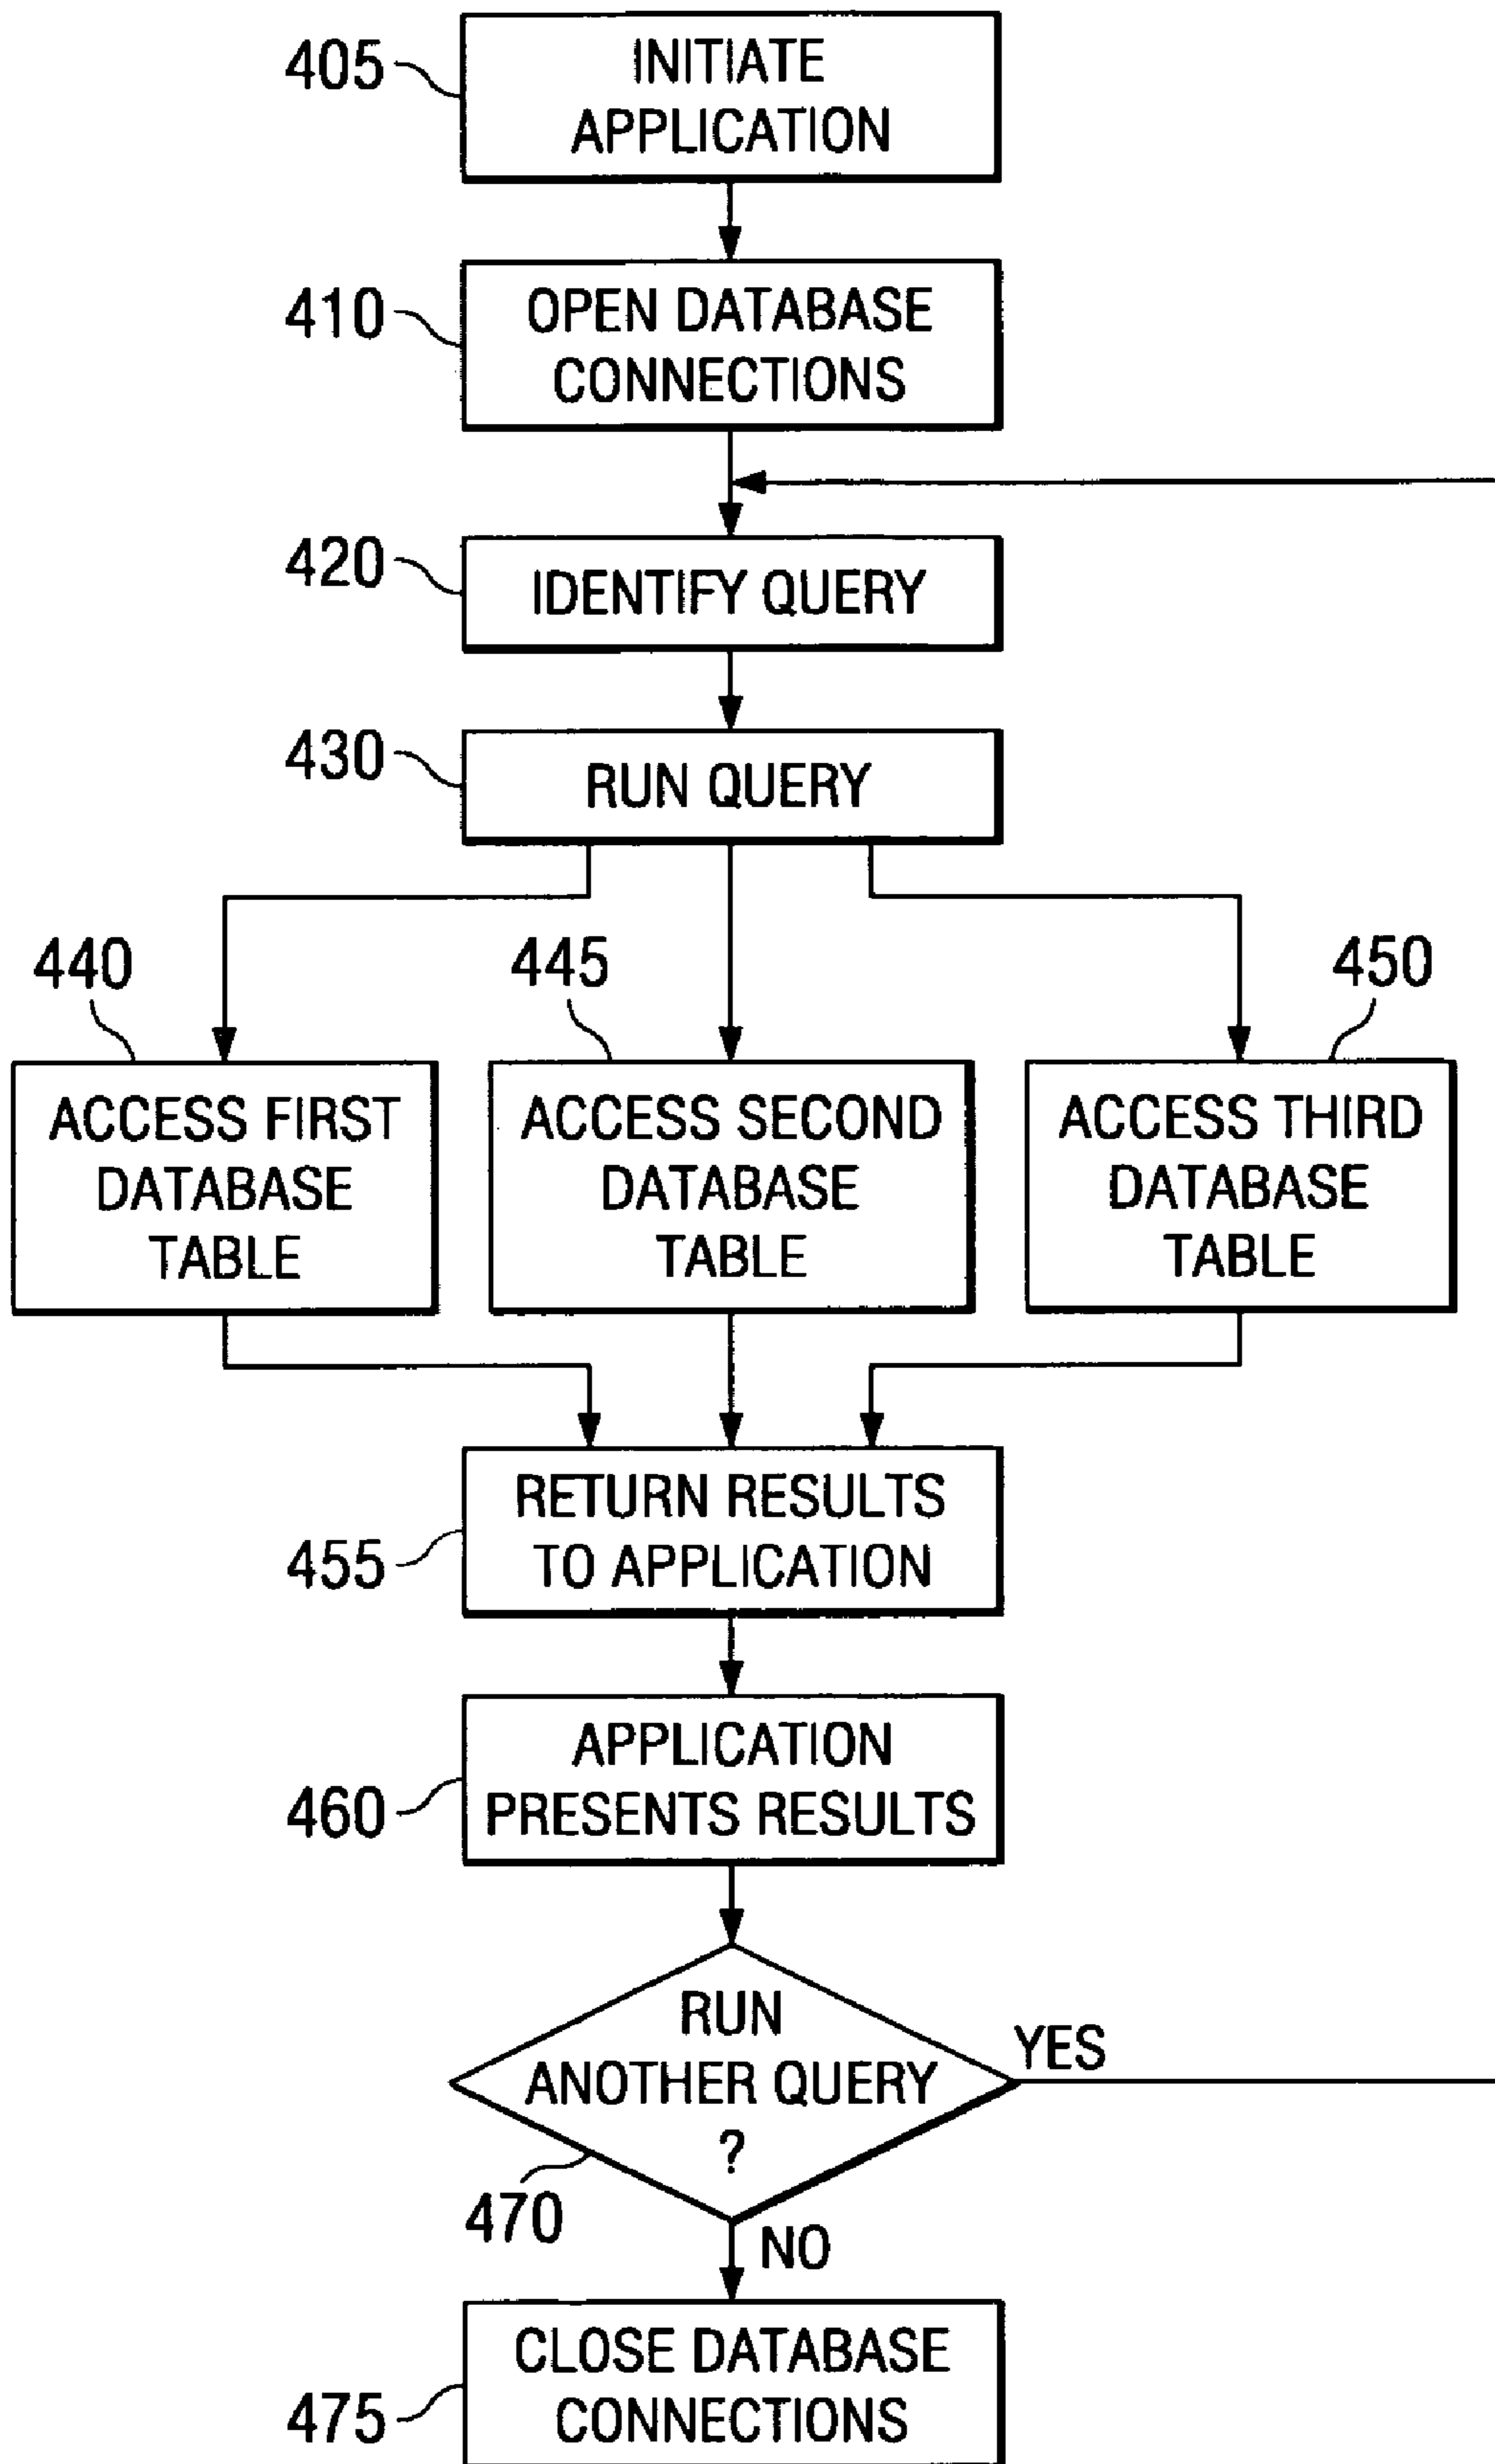 405
INITIATE
APPLICATION
410
OPEN DATABASE
CONNECTIONS
420
IDENTIFY QUERY
430
RUN QUERY
440
445
450
ACCESS FIRST
DATABASE
TABLE
ACCESS SECOND
DATABASE
TABLE
ACCESS THIRD
DATABASE
TABLE
RETURN RESULTS
TO APPLICATION
455
APPLICATION
PRESENTS RESULTS
460
RUN
ANOTHER QUERY
?
YES
470
NO
CLOSE DATABASE
CONNECTIONS
475